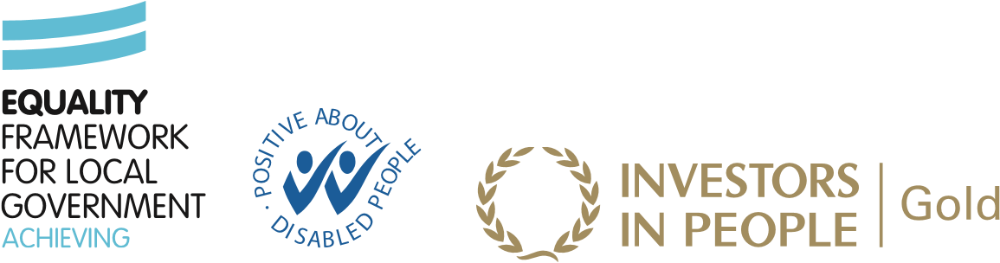 EQUALITY
FRAMEWORK
FOR LOCAL
GOVERNMENT
ACHIEVING
· POSITIVE ABOUT
DISABLED PEOPLE
INVESTORS
IN PEOPLE
Gold